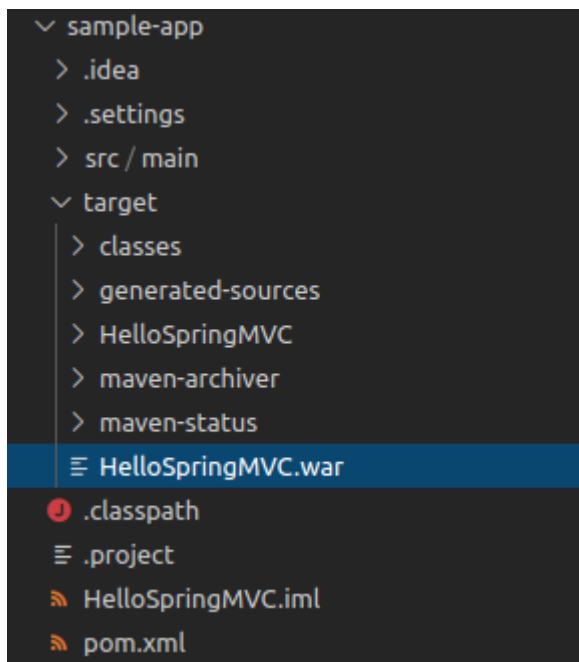 sample-app
.idea
.settings
src / main
target
classes
generated-sources
HelloSpringMVC
maven-archiver
maven-status
HelloSpringMVC.war
J .classpath
.project
HelloSpringMVC.iml
pom.xml